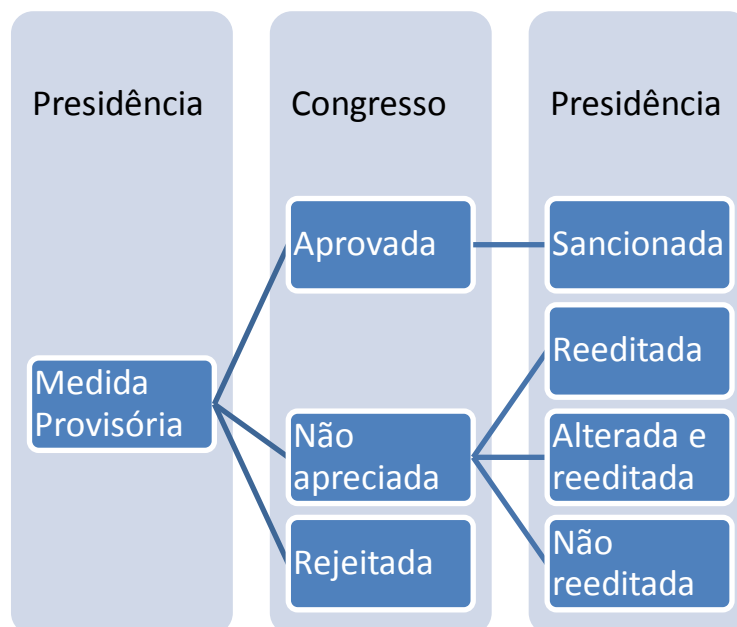 Presidência
Congresso
Presidência
Medida
Provisória
Aprovada
Não
apreciada
Rejeitada
Sancionada
Reeditada
Alterada e
reeditada
Não
reeditada